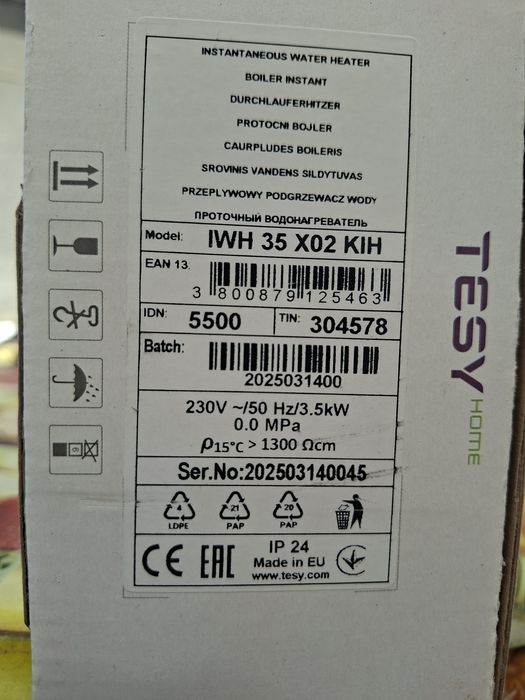 INSTANTANEOUS WATER HEATER
BOILER INSTANT
DURCHLAUFERHITZER
PROTOCNI BOJLER
CAURPLUDES BOILERIS
SROVINIS VANDENS SILDYTUVAS
PRZEPLYWOWY PODGRZEWACZ WODY
ПРОТОЧНЫЙ ВОДОНАГРЕВАТЕЛЬ
Model: IWH 35 X02 KIH
EAN 13.
3 800879 125463
IDN: 5500 TIN: 304578
Batch:
2025031400
230V ~/50 Hz/3.5kW
0.0 MPa
ρ15°C > 1300 Ωcm
Ser.No:202503140045
4 21 20
LDPE PAP PAP
CE EAC IP 24
Made in EU
www.tesy.com
TESY HOME
6